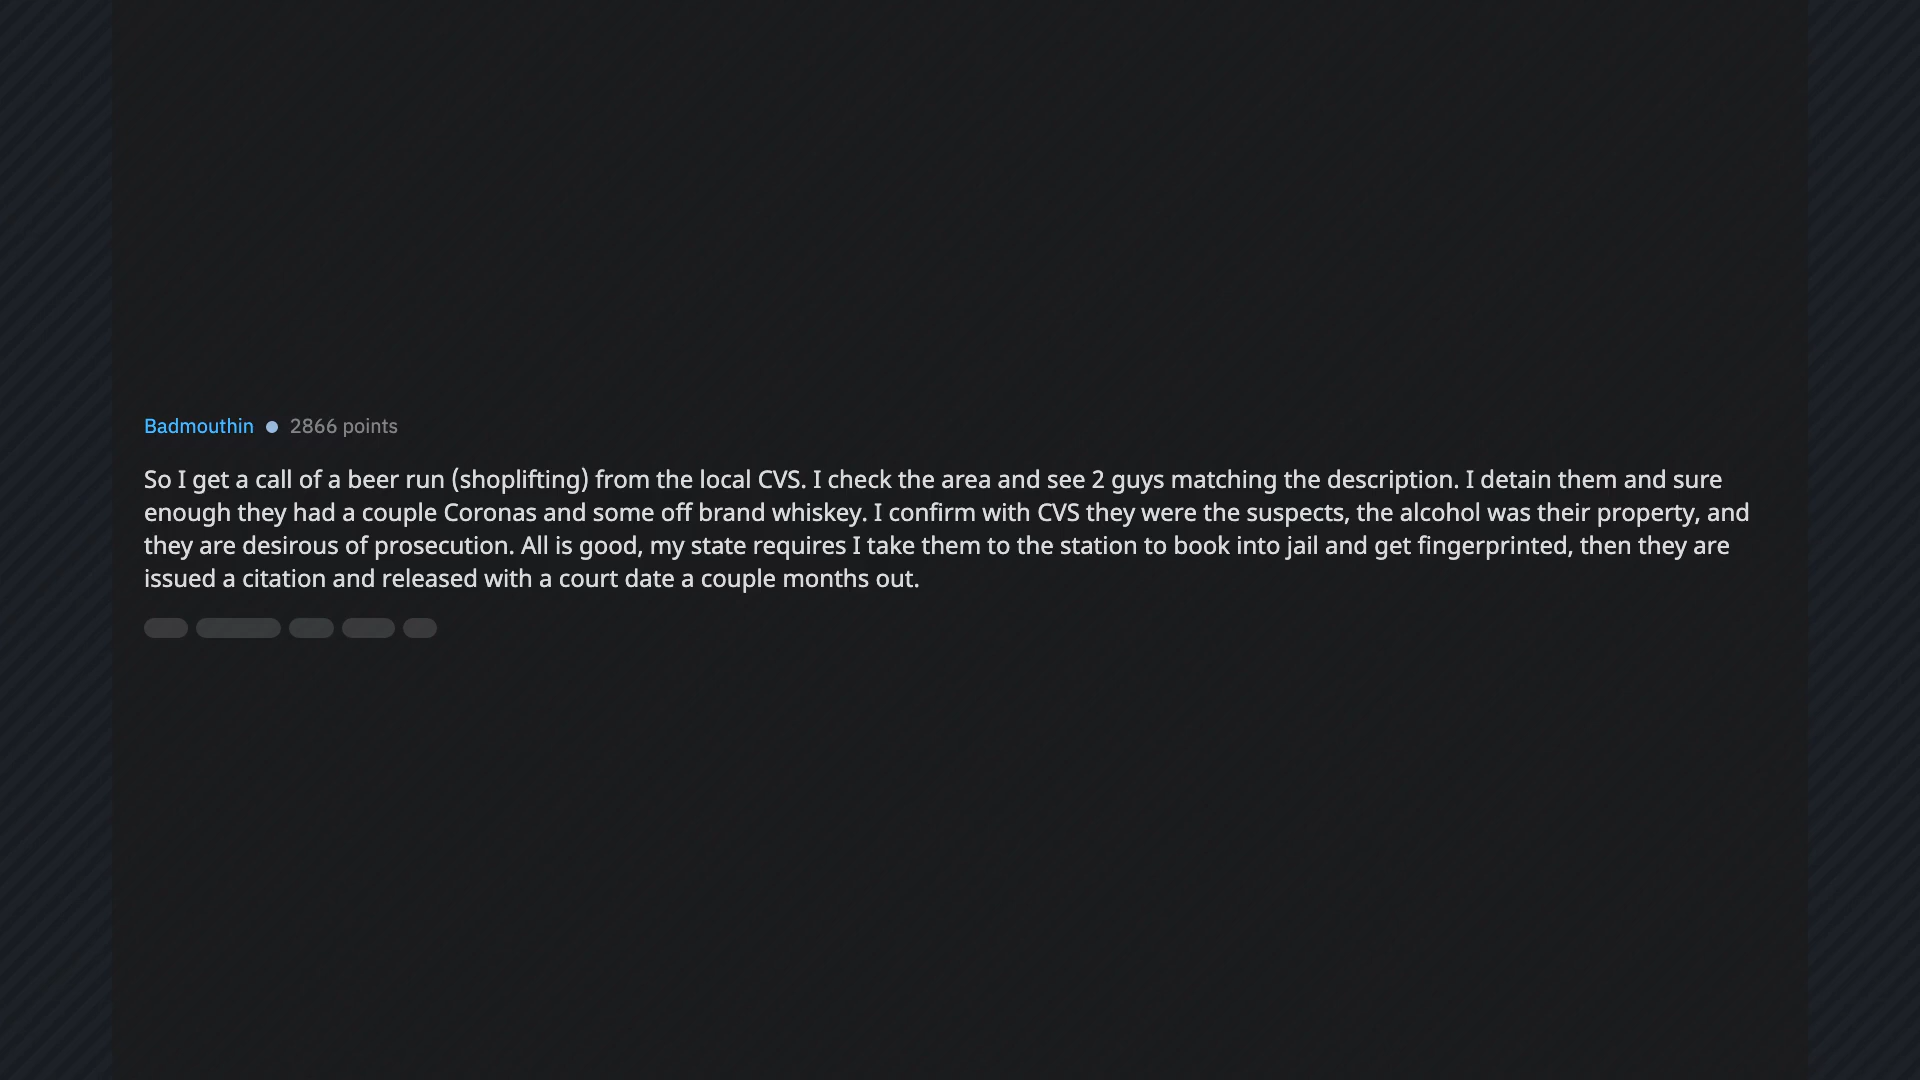 Badmouthin 2866 points
So I get a call of a beer run (shoplifting) from the local CVS. I check the area and see 2 guys matching the description. I detain them and sure
enough they had a couple Coronas and some off brand whiskey. I confirm with CVS they were the suspects, the alcohol was their property, and
they are desirous of prosecution. All is good, my state requires I take them to the station to book into jail and get fingerprinted, then they are
issued a citation and released with a court date a couple months out.